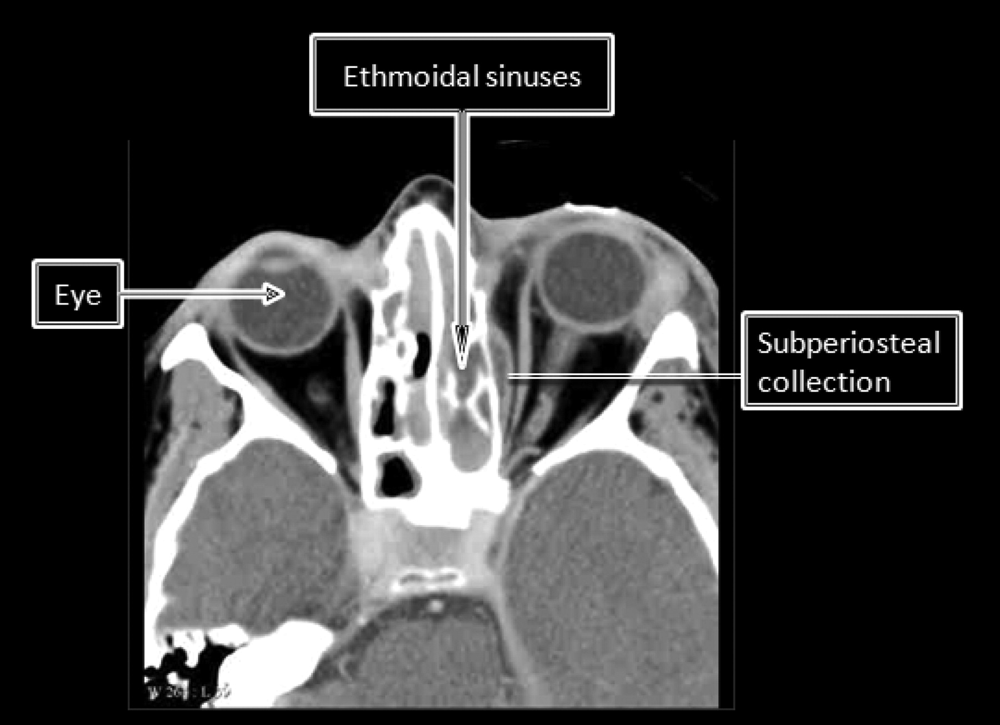 Ethmoidal sinuses
Eye
Subperiosteal
collection